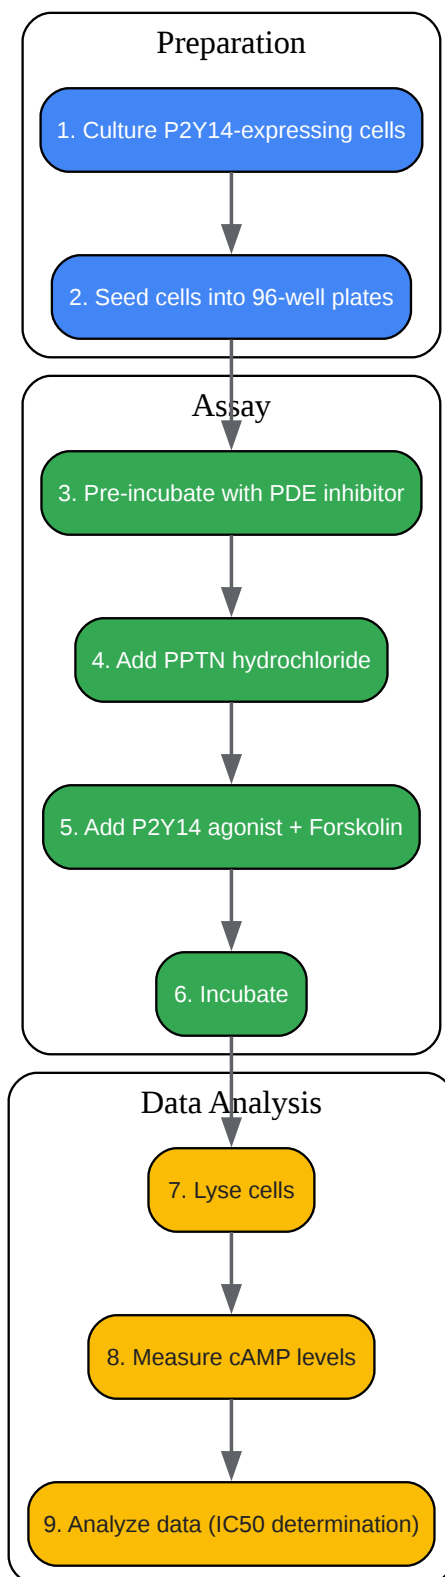 Preparation
1. Culture P2Y14-expressing cells
2. Seed cells into 96-well plates
Assay
3. Pre-incubate with PDE inhibitor
4. Add PPTN hydrochloride
5. Add P2Y14 agonist + Forskolin
6. Incubate
Data Analysis
7. Lyse cells
8. Measure cAMP levels
9. Analyze data (IC50 determination)